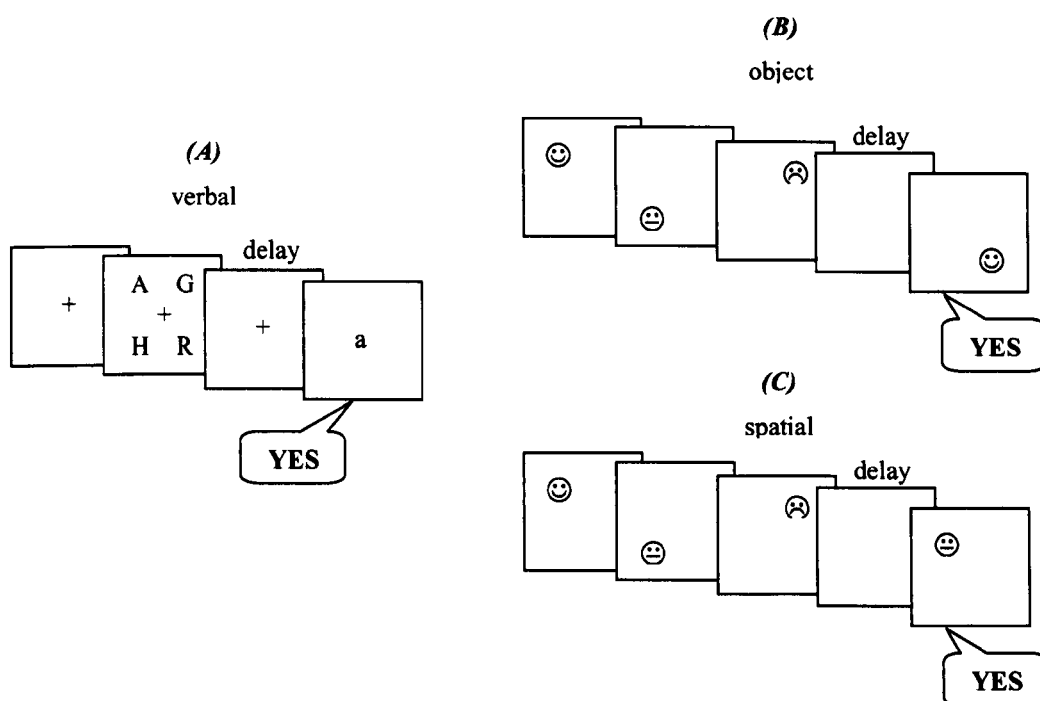 (A)
verbal
delay
+
A G
+
H R
+
a
YES
(B)
object
delay
YES
(C)
spatial
delay
YES